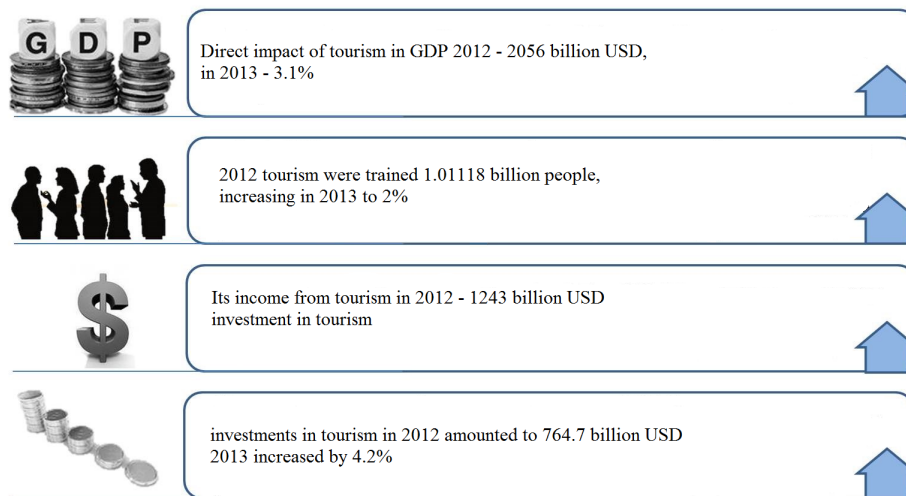 G D P
Direct impact of tourism in GDP 2012 - 2056 billion USD,
in 2013 - 3.1%
2012 tourism were trained 1.01118 billion people,
increasing in 2013 to 2%
$
Its income from tourism in 2012 - 1243 billion USD
investment in tourism
investments in tourism in 2012 amounted to 764.7 billion USD
2013 increased by 4.2%